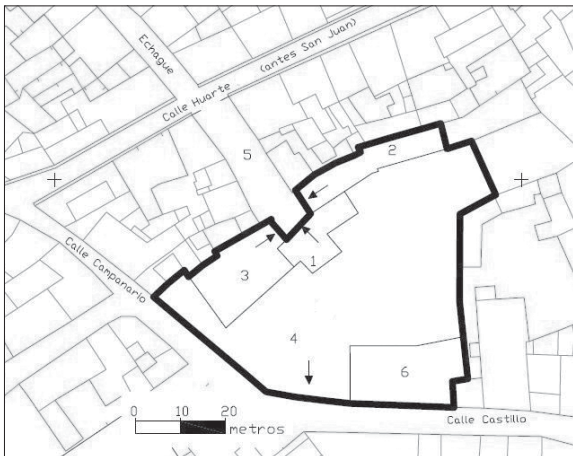 Echague
Calle Huarte (antes San Juan)
5
2
Calle Campanario
3
1
4
6
0 10 20
metros
Calle Castillo